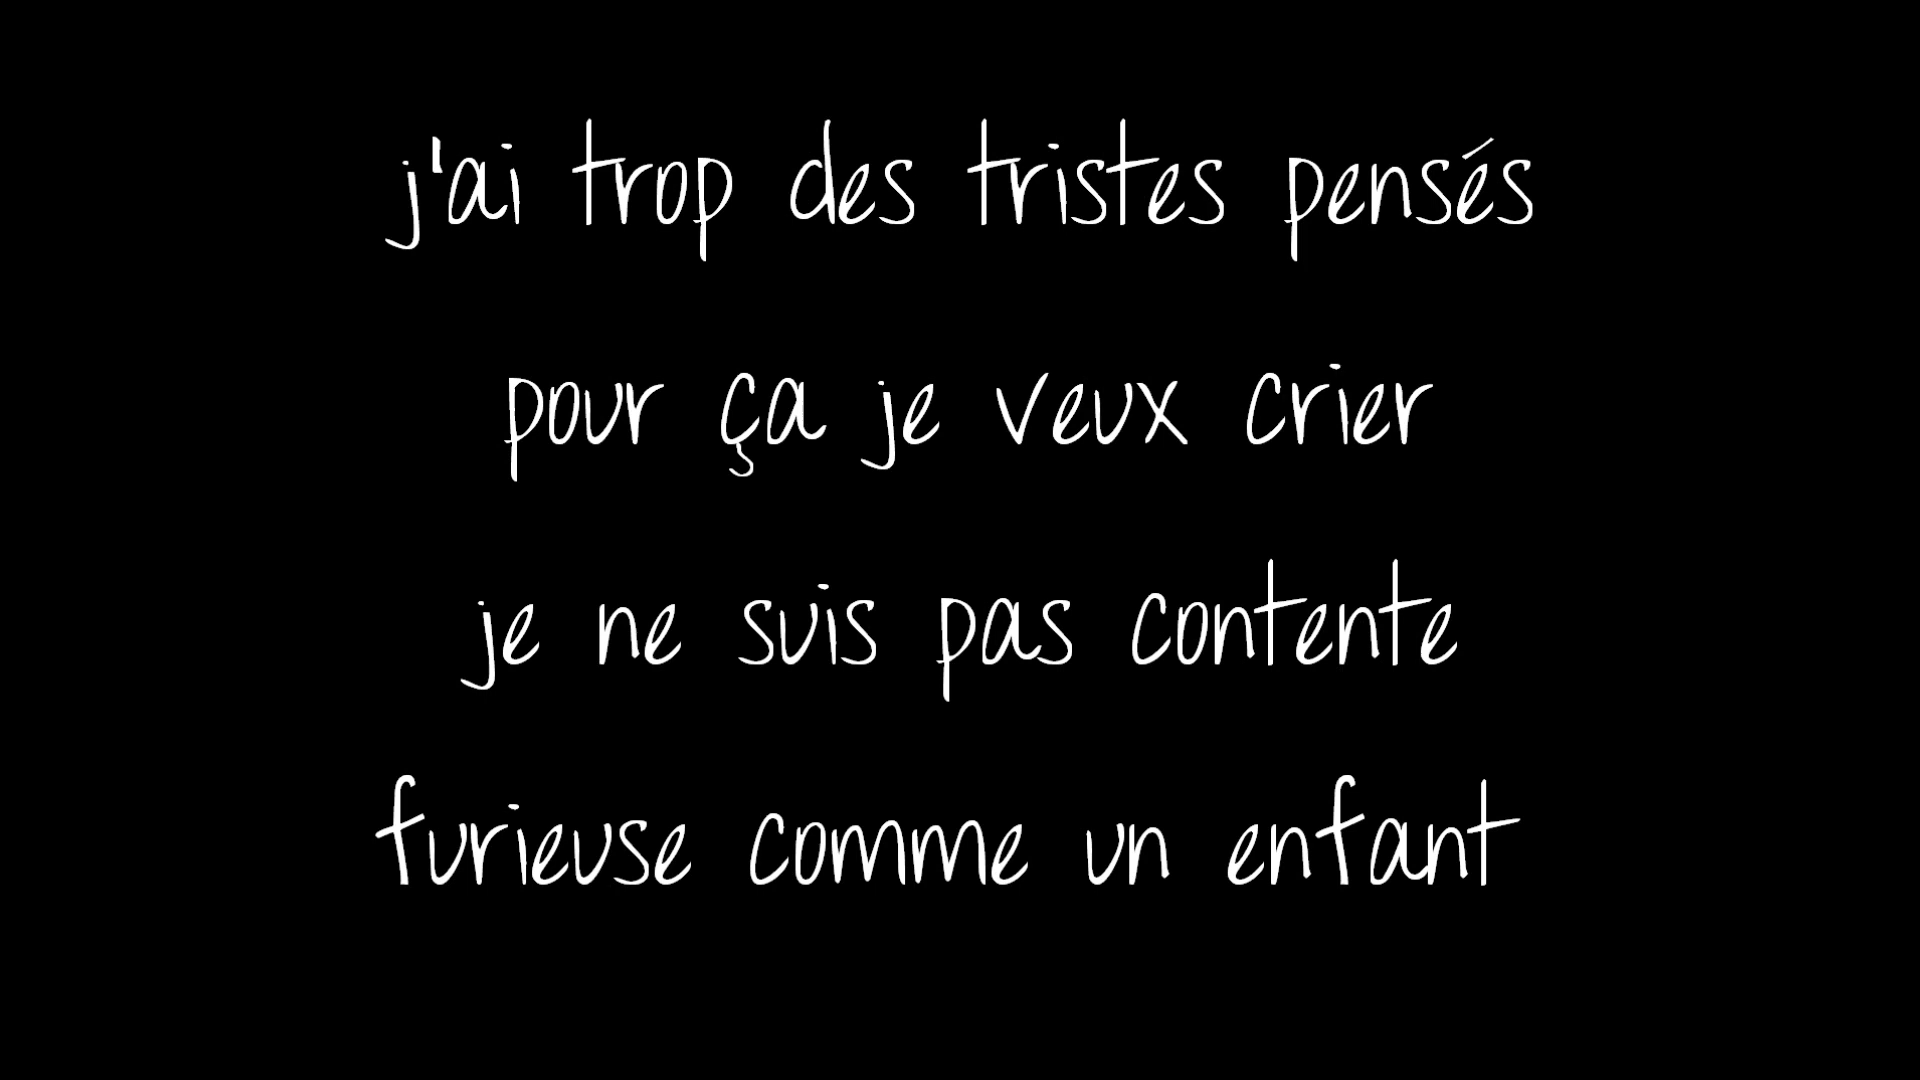 j'ai trop des tristes pensés
pour ça je veux crier
je ne suis pas contente
furieuse comme un enfant